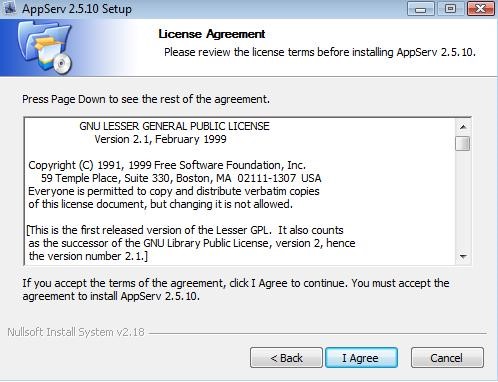 AppServ 2.5.10 Setup
License Agreement
Please review the license terms before installing AppServ 2.5.10.
Press Page Down to see the rest of the agreement.
GNU LESSER GENERAL PUBLIC LICENSE
Version 2.1, February 1999
Copyright (C) 1991, 1999 Free Software Foundation, Inc.
59 Temple Place, Suite 330, Boston, MA  02111-1307  USA
Everyone is permitted to copy and distribute verbatim copies
of this license document, but changing it is not allowed.
[This is the first released version of the Lesser GPL.  It also counts
as the successor of the GNU Library Public License, version 2, hence
the version number 2.1.]
If you accept the terms of the agreement, click I Agree to continue. You must accept the
agreement to install AppServ 2.5.10.
Nullsoft Install System v2.18
< Back
I Agree
Cancel